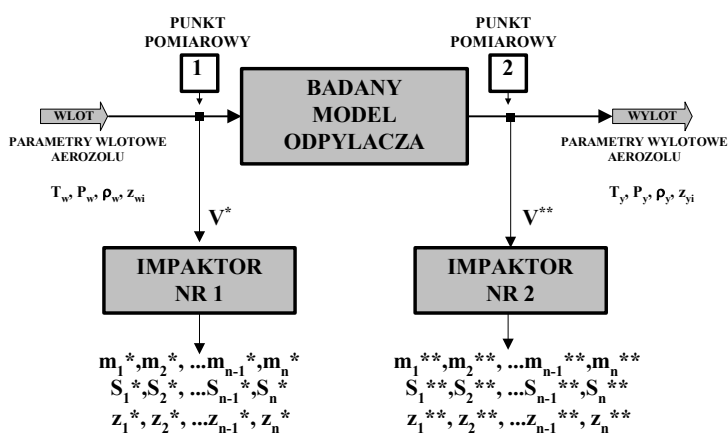 PUNKT
POMIAROWY
1
PUNKT
POMIAROWY
2
BADANY
MODEL
ODPYLACZA
WLOT
WYLOT
PARAMETRY WLOTOWE
AEROZOLU
PARAMETRY WYLOTOWE
AEROZOLU
T_w, P_w, ρ_w, z_wi
T_y, P_y, ρ_y, z_yi
V*
V**
IMPAKTOR
NR 1
IMPAKTOR
NR 2
m_1*,m_2*, ...m_n-1*,m_n*
S_1*,S_2*, ...S_n-1*,S_n*
z_1*, z_2*, ...z_n-1*, z_n*
m_1**,m_2**, ...m_n-1**,m_n**
S_1**,S_2**, ...S_n-1**,S_n**
z_1**, z_2**, ...z_n-1**, z_n**